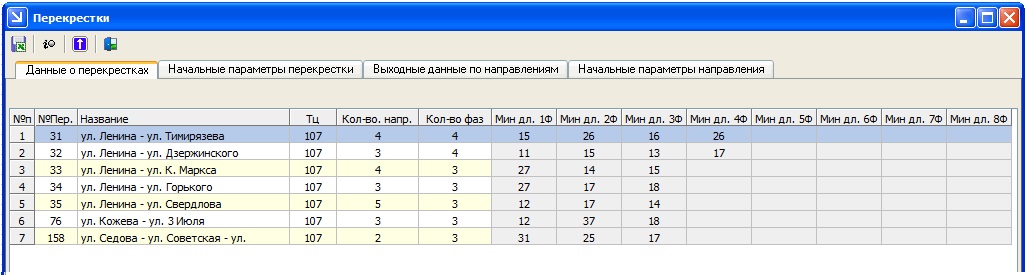 Перекрестки
Данные о перекрестках Начальные параметры перекрестки Выходные данные по направлениям Начальные параметры направления
№п №Пер. Название Тц Кол-во. напр. Кол-во фаз Мин дл. 1Ф Мин дл. 2Ф Мин дл. 3Ф Мин дл. 4Ф Мин дл. 5Ф Мин дл. 6Ф Мин дл. 7Ф Мин дл. 8Ф
1 31 ул. Ленина - ул. Тимирязева 107 4 4 15 26 16 26
2 32 ул. Ленина - ул. Дзержинского 107 3 4 11 15 13 17
3 33 ул. Ленина - ул. К. Маркса 107 4 3 27 14 15
4 34 ул. Ленина - ул. Горького 107 3 3 27 17 18
5 35 ул. Ленина - ул. Свердлова 107 5 3 12 17 14
6 76 ул. Кожева - ул. 3 Июля 107 3 3 12 37 18
7 158 ул. Седова - ул. Советская - ул. 107 2 3 31 25 17